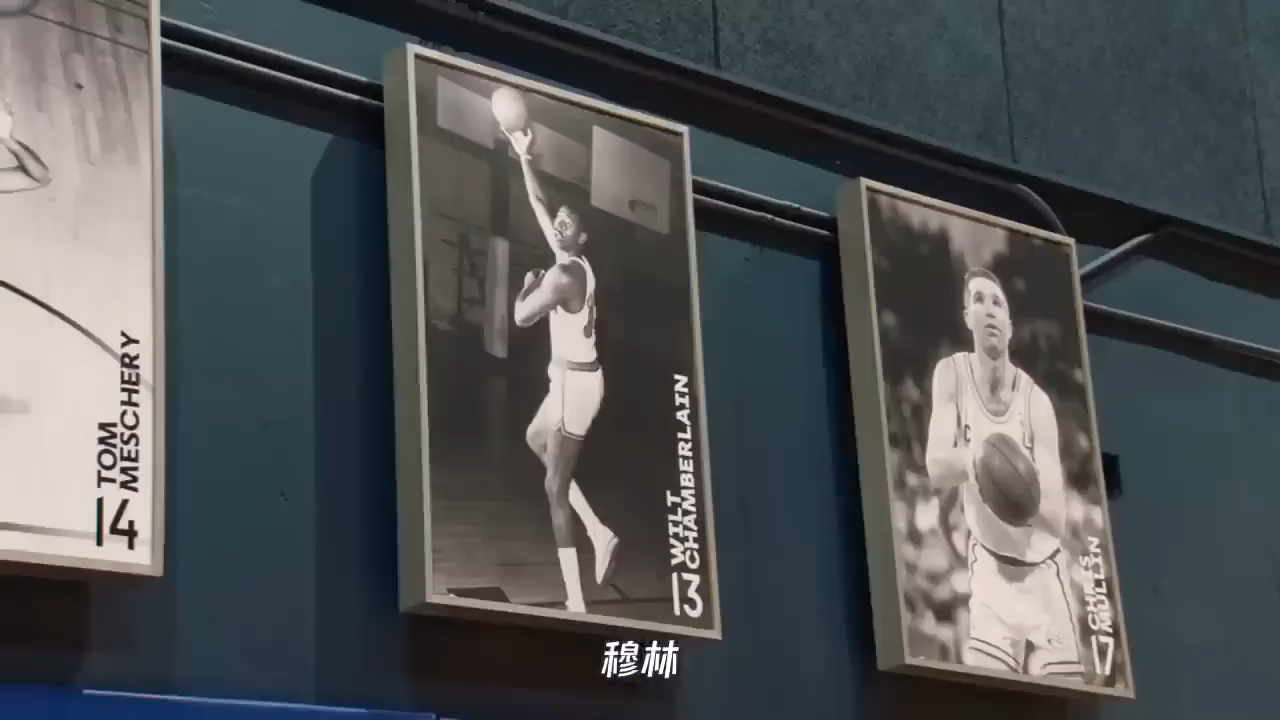 14 TOM
MESCHERY
13 WILT
CHAMBERLAIN
17 CHRIS
MULLIN
穆林